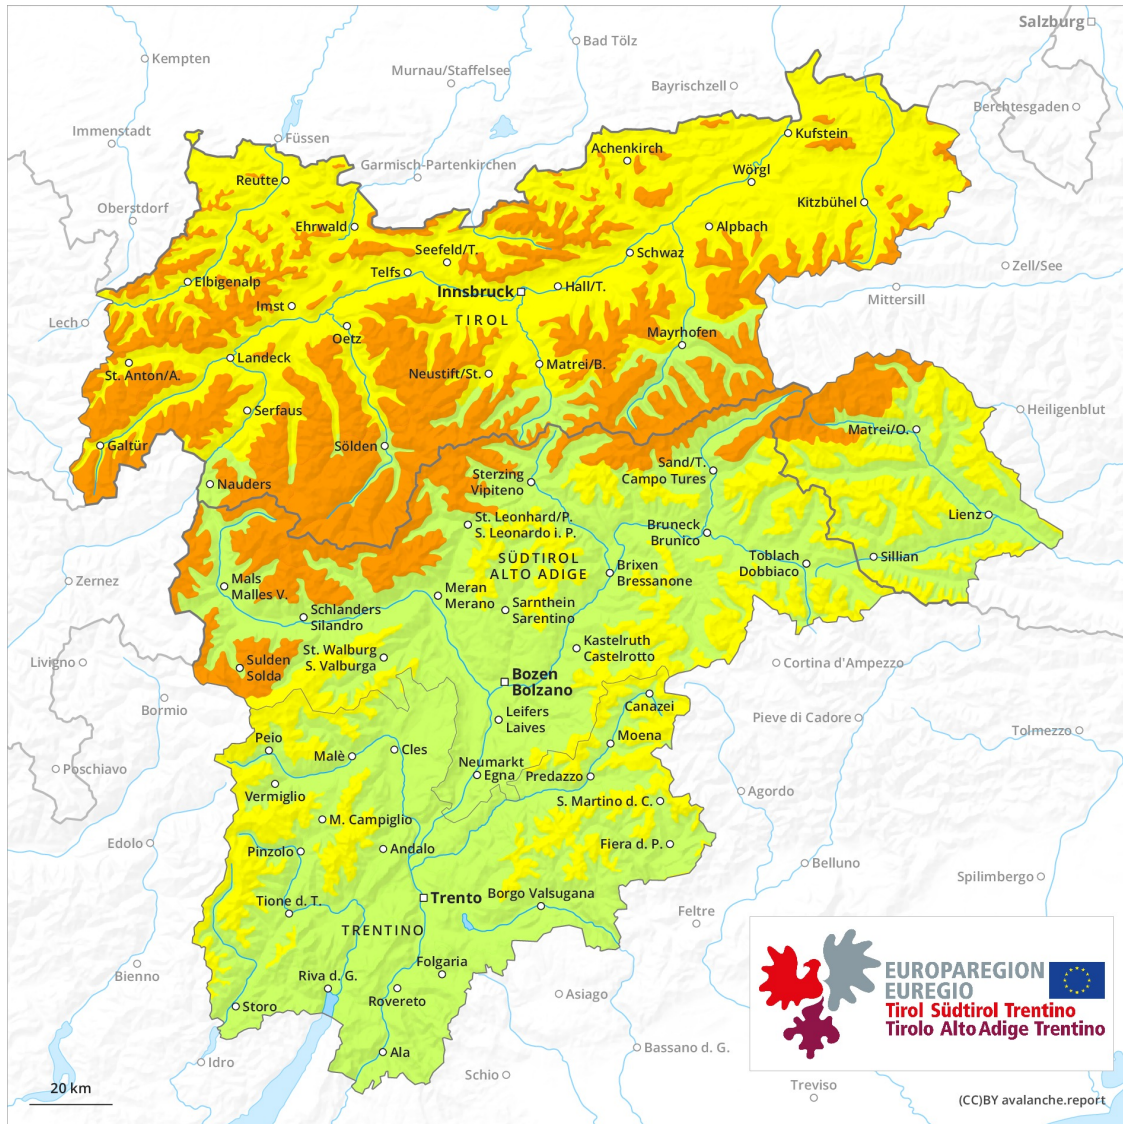 Salzburg
Bad Tölz
Kempten
Murnau/Staffelsee
Bayrischzell
Berchtesgaden
Immenstadt
Füssen
Kufstein
Achenkirch
Garmisch-Partenkirchen
Wörgl
Reutte
Oberstdorf
Kitzbühel
Ehrwald
Alpbach
Seefeld/T.
Schwaz
Zell/See
Telfs
Elbigenalp
Hall/T.
Innsbruck
Mittersill
Imst
TIROL
Lech
Oetz
Mayrhofen
Landeck
Matrei/B.
St. Anton/A.
Neustift/St.
Serfaus
Heiligenblut
Matrei/O.
Galtür
Sölden
Sand/T.
Campo Tures
Sterzing
Vipiteno
Nauders
Lienz
St. Leonhard/P.
S. Leonardo i. P.
Bruneck
Brunico
SÜDTIROL
ALTO ADIGE
Toblach
Dobbiaco
Sillian
Brixen
Bressanone
Zernez
Mals
Malles V.
Meran
Merano
Sarnthein
Sarentino
Schlanders
Silandro
Kastelruth
Castelrotto
St. Walburg
S. Valburga
Livigno
Sulden
Solda
Cortina d'Ampezzo
Bozen
Bolzano
Canazei
Bormio
Leifers
Laives
Pieve di Cadore
Tolmezzo
Peio
Moena
Cles
Malè
Neumarkt
Egna
Predazzo
Poschiavo
Vermiglio
Agordo
S. Martino d. C.
M. Campiglio
Edolo
Pinzolo
Andalo
Fiera d. P.
Belluno
Spilimbergo
Borgo Valsugana
Trento
Tione d. T.
Feltre
TRENTINO
Folgaria
Bienno
Riva d. G.
Rovereto
Asiago
Storo
EUROPAREGION
EUREGIO
Tirol Südtirol Trentino
Tirolo Alto Adige Trentino
Ala
Bassano d. G.
Idro
Schio
Treviso
20 km
(CC)BY avalanche.report